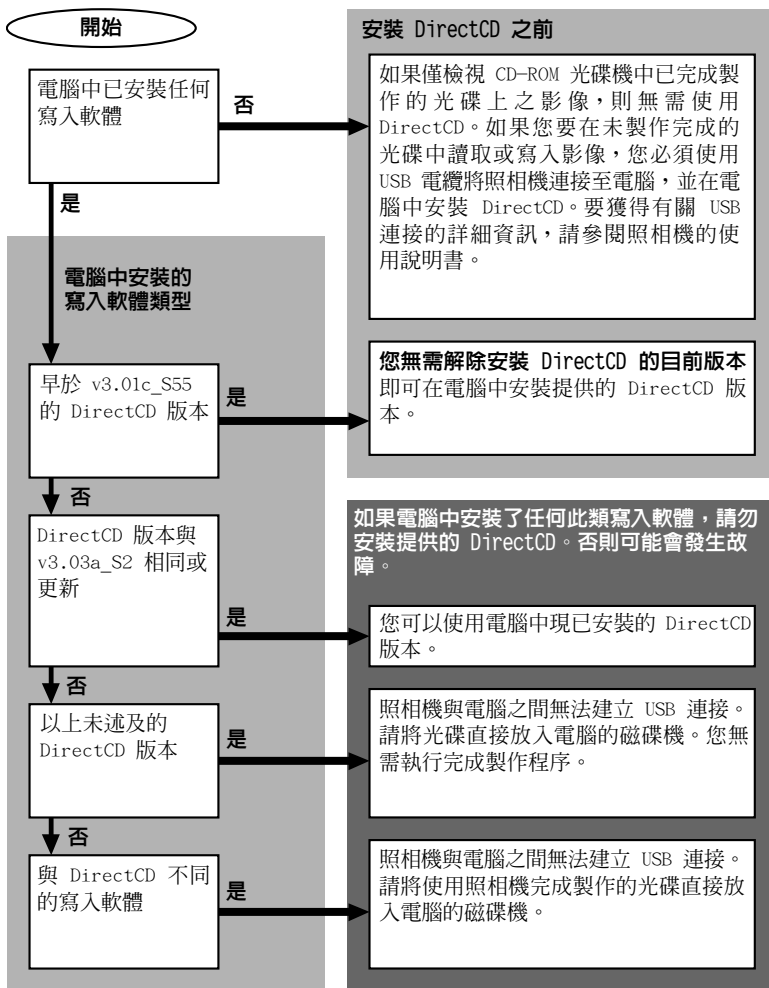 開始
電腦中已安裝任何
寫入軟體
否
是
安裝 DirectCD 之前
如果僅檢視 CD-ROM 光碟機中已完成製
作的光碟上之影像，則無需使用
DirectCD。如果您要在未製作完成的
光碟中讀取或寫入影像，您必須使用
USB 電纜將照相機連接至電腦，並在電
腦中安裝 DirectCD。要獲得有關 USB
連接的詳細資訊，請參閱照相機的使
用說明書。
電腦中安裝的
寫入軟體類型
早於 v3.01c_S55
的 DirectCD 版本
是
您無需解除安裝 DirectCD 的目前版本
即可在電腦中安裝提供的 DirectCD 版
本。
否
如果電腦中安裝了任何此類寫入軟體，請勿
安裝提供的 DirectCD。否則可能會發生故
障。
DirectCD 版本與
v3.03a_S2 相同或
更新
是
您可以使用電腦中現已安裝的 DirectCD
版本。
否
以上未述及的
DirectCD 版本
是
照相機與電腦之間無法建立 USB 連接。
請將光碟直接放入電腦的磁碟機。您無
需執行完成製作程序。
否
與 DirectCD 不同
的寫入軟體
是
照相機與電腦之間無法建立 USB 連接。
請將使用照相機完成製作的光碟直接放
入電腦的磁碟機。